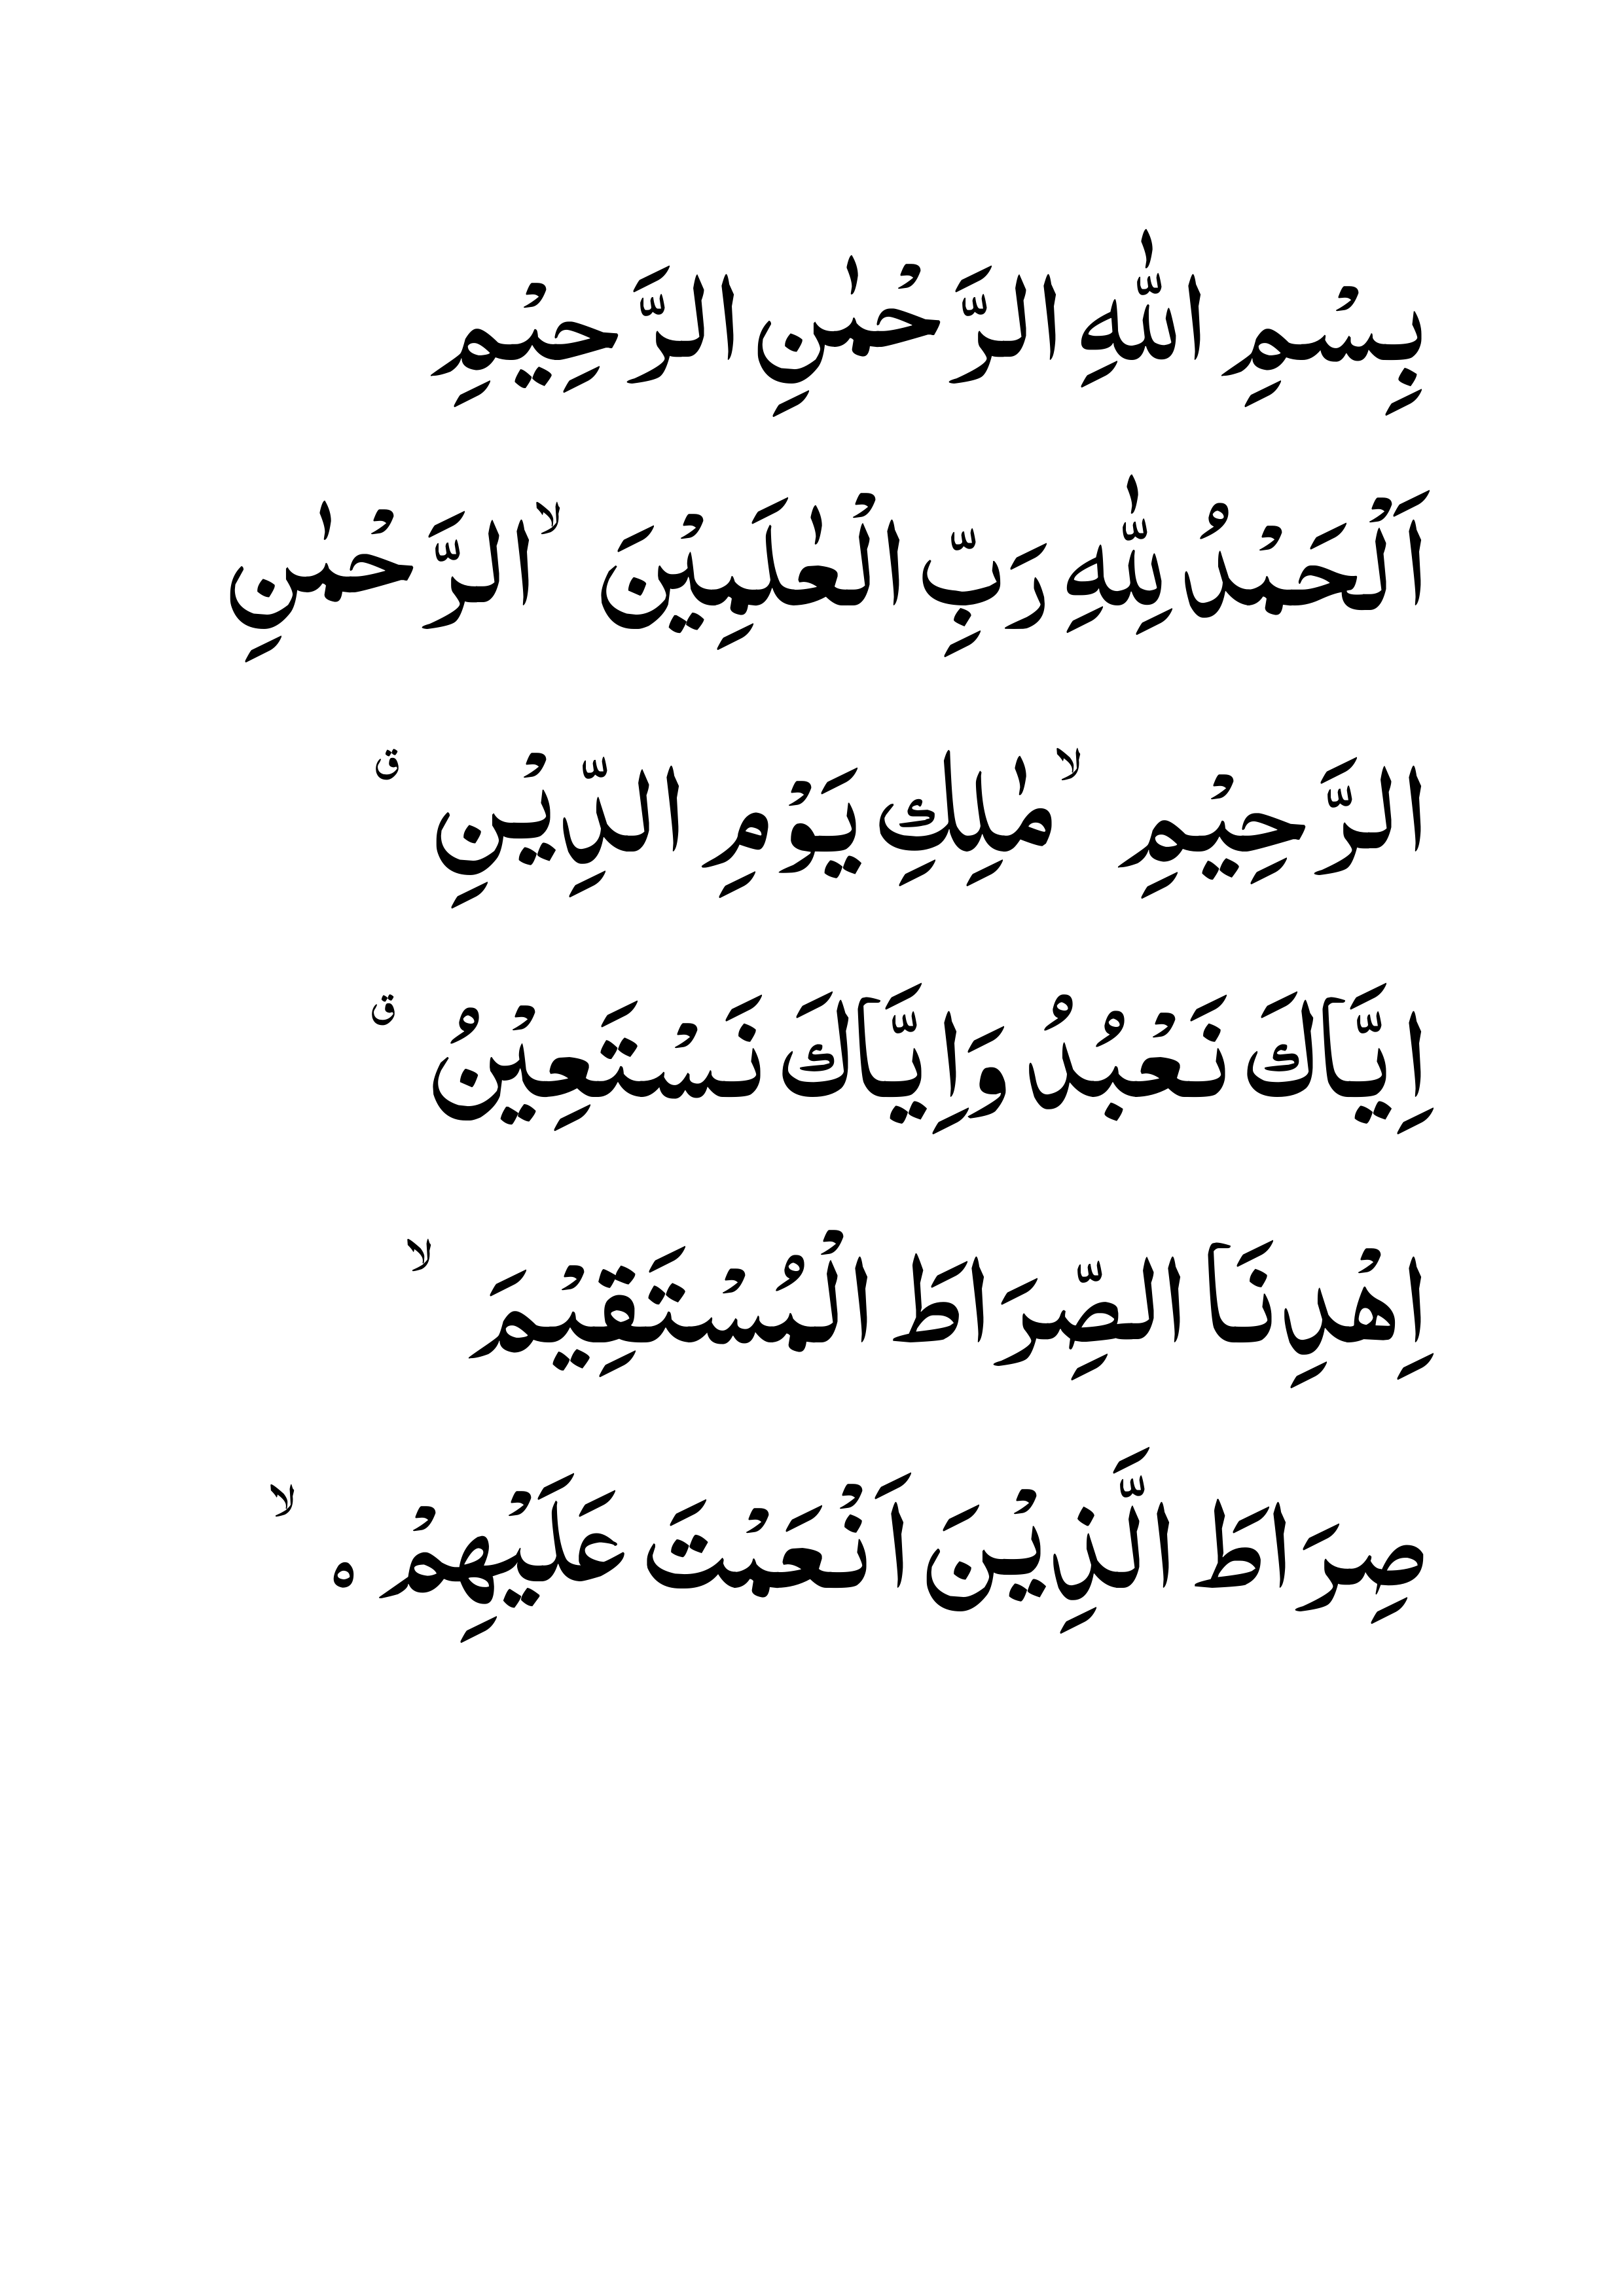 بِسْمِ اللّٰهِ الرَّحْمٰنِ الرَّحِيْمِ
اَلْحَمْدُ لِلّٰهِ رَبِّ الْعٰلَمِيْنَ ۙ الرَّحْمٰنِ
الرَّحِيْمِ ۙ مٰلِكِ يَوْمِ الدِّيْنِ ۗ
اِيَّاكَ نَعْبُدُ وَاِيَّاكَ نَسْتَعِيْنُ ۗ
اِهْدِنَا الصِّرَاطَ الْمُسْتَقِيْمَ ۙ
صِرَاطَ الَّذِيْنَ اَنْعَمْتَ عَلَيْهِمْ ەۙ